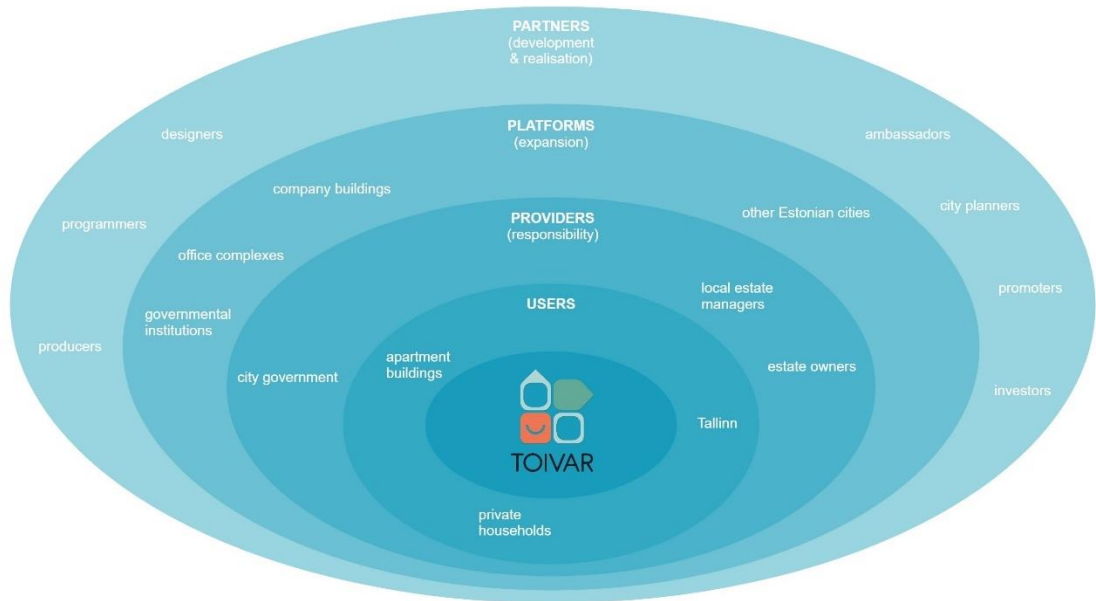 PARTNERS
(development
& realisation)
designers
ambassadors
PLATFORMS
(expansion)
company buildings
city planners
other Estonian cities
programmers
PROVIDERS
(responsibility)
office complexes
local estate
managers
promoters
USERS
governmental
institutions
producers
apartment
buildings
estate owners
city government
investors
Tallinn
TOIVAR
private
households